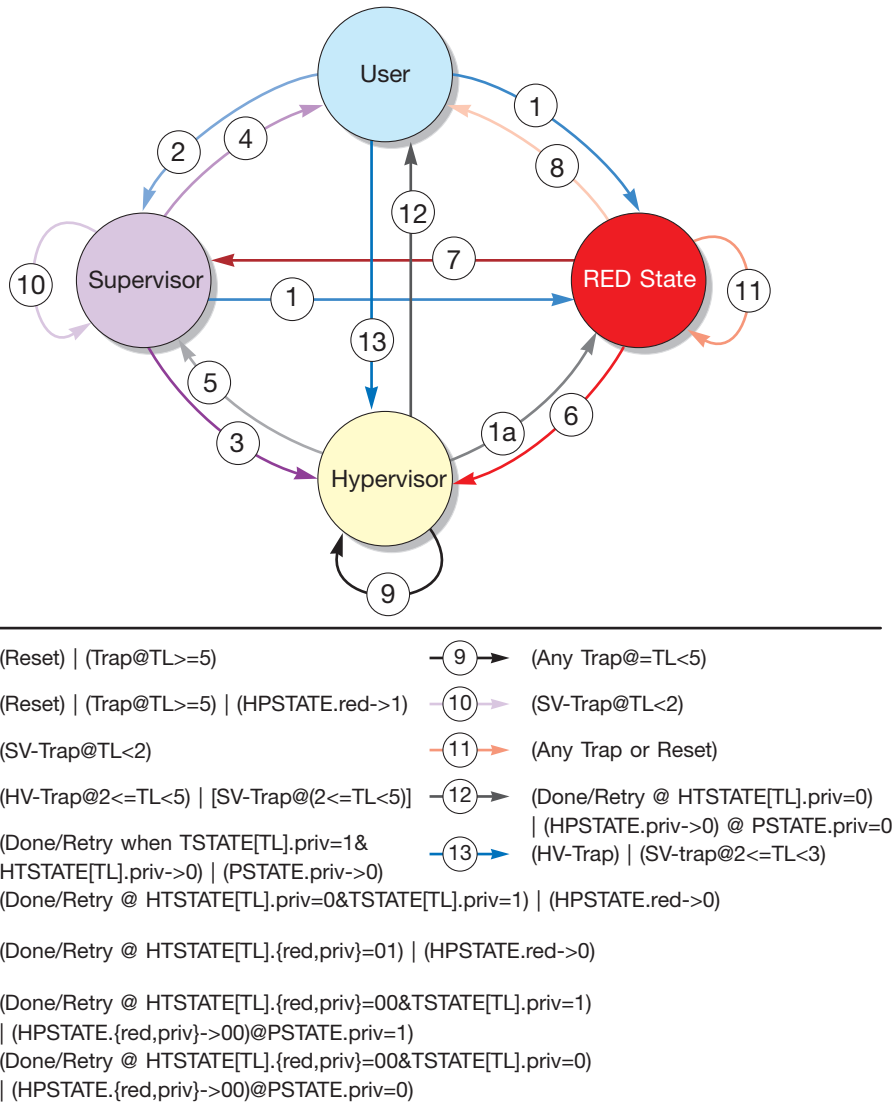 User
1
2
4
8
12
10
Supervisor
7
RED State
11
1
13
5
3
1a
6
Hypervisor
9
(Reset) | (Trap@TL>=5)
9 (Any Trap@=TL<5)
(Reset) | (Trap@TL>=5) | (HPSTATE.red->1)
10 (SV-Trap@TL<2)
(SV-Trap@TL<2)
11 (Any Trap or Reset)
(HV-Trap@2<=TL<5) | [SV-Trap@(2<=TL<5)]
12 (Done/Retry @ HTSTATE[TL].priv=0)
| (HPSTATE.priv->0) @ PSTATE.priv=0
(Done/Retry when TSTATE[TL].priv=1&
HTSTATE[TL].priv->0) | (PSTATE.priv->0)
13 (HV-Trap) | (SV-trap@2<=TL<3)
(Done/Retry @ HTSTATE[TL].priv=0&TSTATE[TL].priv=1) | (HPSTATE.red->0)
(Done/Retry @ HTSTATE[TL].{red,priv}=01) | (HPSTATE.red->0)
(Done/Retry @ HTSTATE[TL].{red,priv}=00&TSTATE[TL].priv=1)
| (HPSTATE.{red,priv}->00)@PSTATE.priv=1)
(Done/Retry @ HTSTATE[TL].{red,priv}=00&TSTATE[TL].priv=0)
| (HPSTATE.{red,priv}->00)@PSTATE.priv=0)